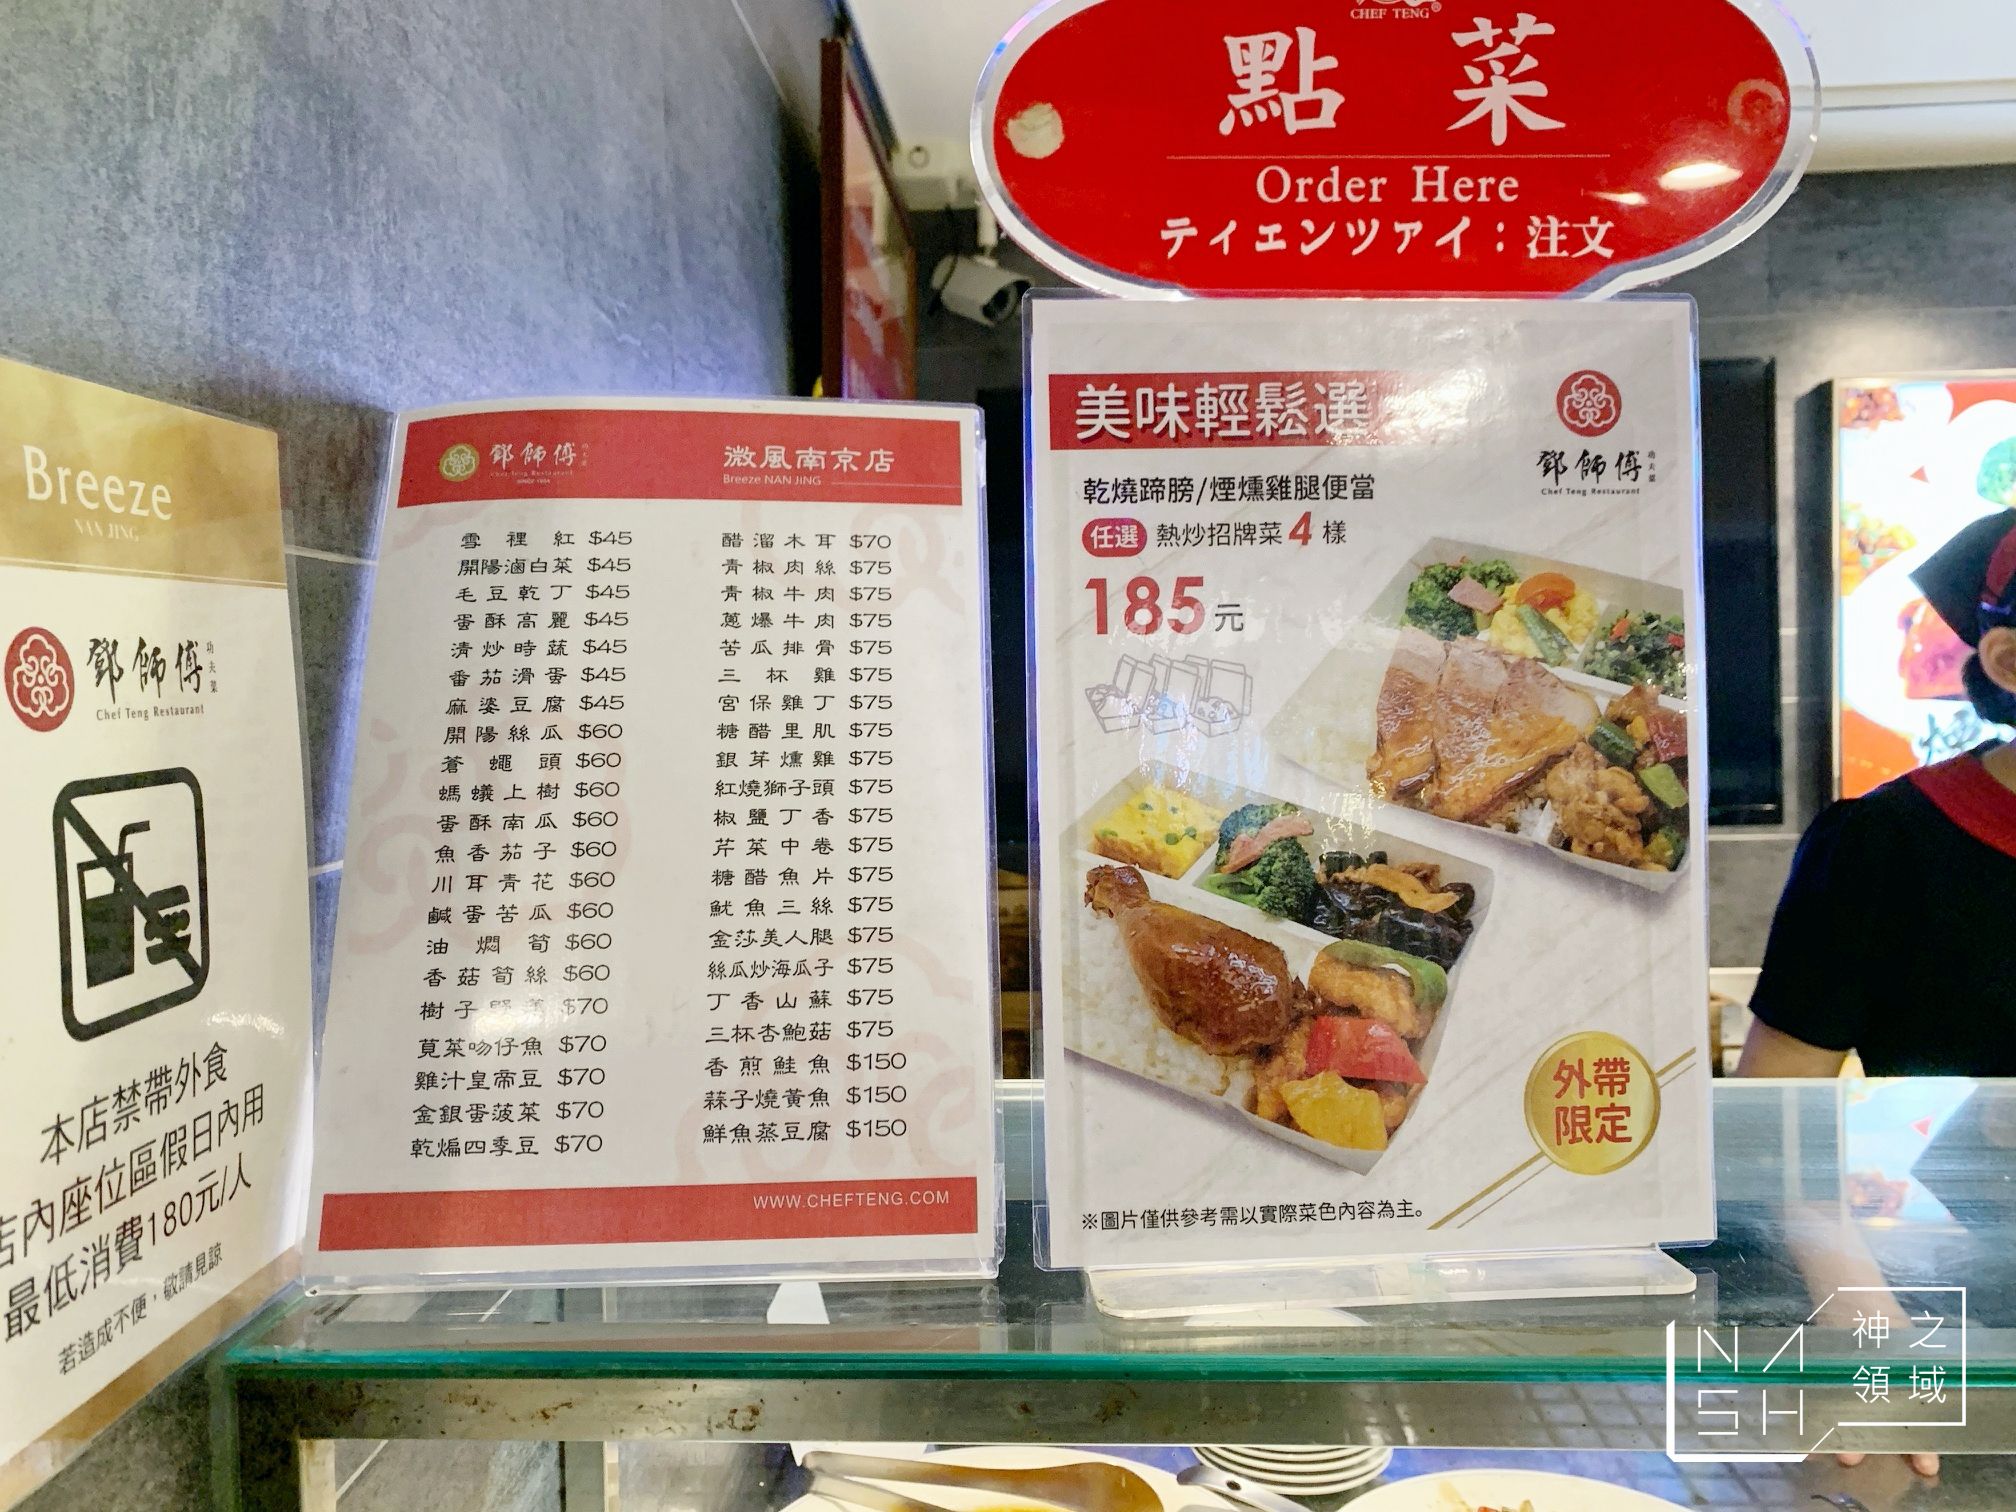 CHEF TENG®
點菜
Order Here
ティエンツァイ：注文
Breeze
NAN JING
鄧師傅
功夫菜
Chef Teng Restaurant
本店禁帶外食
店內座位區假日內用
最低消費180元/人
若造成不便，敬請見諒
鄧師傅 功夫菜
Chef Teng Restaurant
SINCE 1984
微風南京店
Breeze NAN JING
雪裡紅 $45
開陽滷白菜 $45
毛豆乾丁 $45
蛋酥高麗 $45
清炒時蔬 $45
番茄滑蛋 $45
麻婆豆腐 $45
開陽絲瓜 $60
蒼蠅頭 $60
螞蟻上樹 $60
蛋酥南瓜 $60
魚香茄子 $60
川耳青花 $60
鹹蛋苦瓜 $60
油燜筍 $60
香菇筍絲 $60
樹子 $70
莧菜吻仔魚 $70
雞汁皇帝豆 $70
金銀蛋菠菜 $70
乾煸四季豆 $70
醋溜木耳 $70
青椒肉絲 $75
青椒牛肉 $75
蔥爆牛肉 $75
苦瓜排骨 $75
三杯雞 $75
宮保雞丁 $75
糖醋里肌 $75
銀芽燻雞 $75
紅燒獅子頭 $75
椒鹽丁香 $75
芹菜中卷 $75
糖醋魚片 $75
魷魚三絲 $75
金莎美人腿 $75
絲瓜炒海瓜子 $75
丁香山蘇 $75
三杯杏鮑菇 $75
香煎鮭魚 $150
蒜子燒黃魚 $150
鮮魚蒸豆腐 $150
WWW.CHEFTENG.COM
美味輕鬆選
鄧師傅
功夫菜
Chef Teng Restaurant
乾燒蹄膀/煙燻雞腿便當
任選 熱炒招牌菜4樣
185元
外帶
限定
※圖片僅供參考需以實際菜色內容為主。
NASH
神之
領域